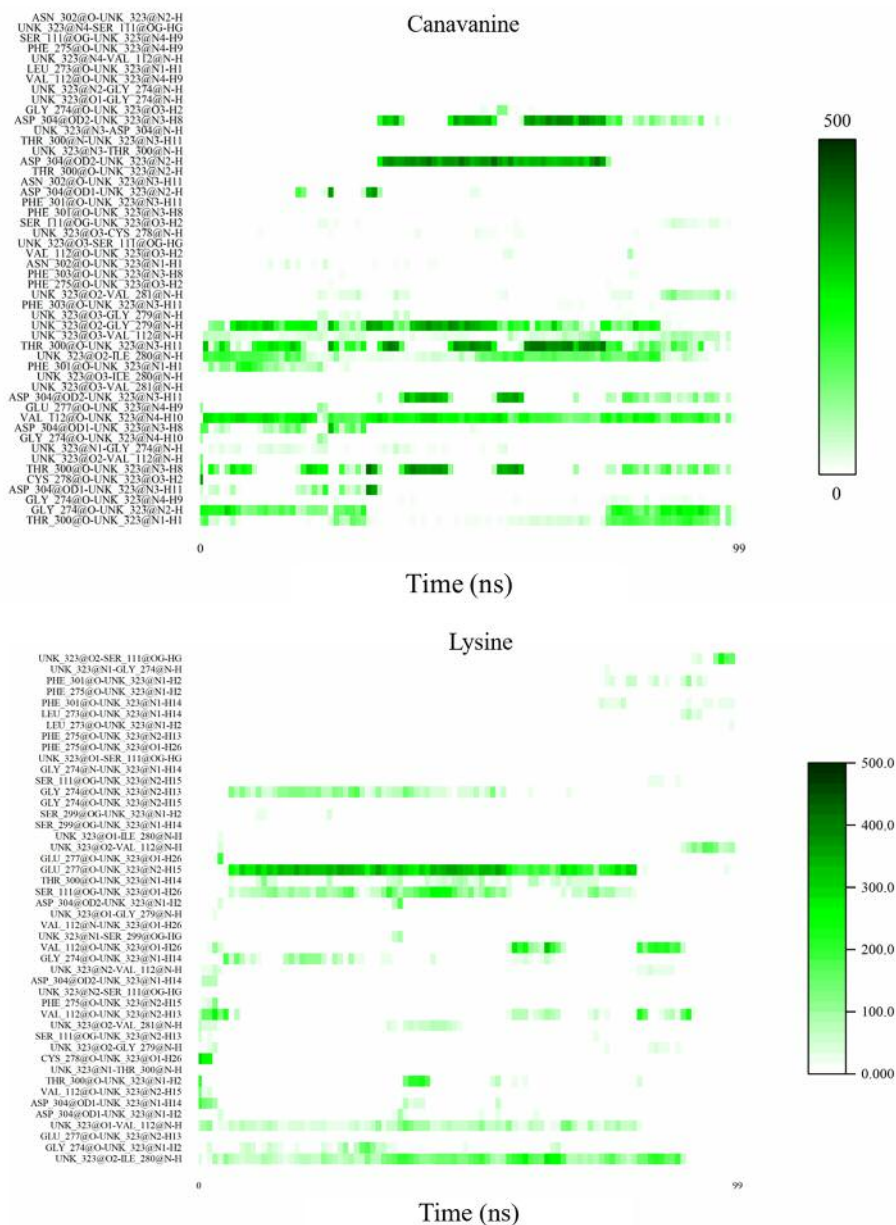 Canavanine
ASN_302@O-UNK_323@N2-H
UNK_323@N4-SER_111@OG-HG
SER_111@OG-UNK_323@N4-H9
PHE_275@O-UNK_323@N4-H9
UNK_323@N4-VAL_112@N-H
LEU_273@O-UNK_323@N1-H1
VAL_112@O-UNK_323@N4-H9
UNK_323@N2-GLY_274@N-H
UNK_323@O1-GLY_274@N-H
GLY_274@O-UNK_323@O3-H2
ASP_304@OD2-UNK_323@N3-H8
UNK_323@N3-ASP_304@N-H
THR_300@N-UNK_323@N3-H11
UNK_323@N3-THR_300@N-H
ASP_304@OD2-UNK_323@N2-H
THR_300@O-UNK_323@N2-H
ASN_302@O-UNK_323@N3-H11
ASP_304@OD1-UNK_323@N2-H
PHE_301@O-UNK_323@N3-H11
PHE_301@O-UNK_323@N3-H8
SER_111@OG-UNK_323@O3-H2
UNK_323@O3-CYS_278@N-H
UNK_323@O3-SER_111@OG-HG
VAL_112@O-UNK_323@O3-H2
ASN_302@O-UNK_323@N1-H1
PHE_303@O-UNK_323@N3-H8
PHE_275@O-UNK_323@O3-H2
UNK_323@O2-VAL_281@N-H
PHE_303@O-UNK_323@N3-H11
UNK_323@O3-GLY_279@N-H
UNK_323@O2-GLY_279@N-H
UNK_323@O3-VAL_112@N-H
THR_300@O-UNK_323@N3-H11
UNK_323@O2-ILE_280@N-H
PHE_301@O-UNK_323@N1-H1
UNK_323@O3-ILE_280@N-H
UNK_323@O3-VAL_281@N-H
ASP_304@OD2-UNK_323@N3-H11
GLU_277@O-UNK_323@N4-H9
VAL_112@O-UNK_323@N4-H10
ASP_304@OD1-UNK_323@N3-H8
GLY_274@O-UNK_323@N4-H10
UNK_323@N1-GLY_274@N-H
UNK_323@O2-VAL_112@N-H
THR_300@O-UNK_323@N3-H8
CYS_278@O-UNK_323@O3-H2
ASP_304@OD1-UNK_323@N3-H11
GLY_274@O-UNK_323@N4-H9
GLY_274@O-UNK_323@N2-H
THR_300@O-UNK_323@N1-H1
500
0
0
99
Time (ns)
Lysine
UNK_323@O2-SER_111@OG-HG
UNK_323@N1-GLY_274@N-H
PHE_301@O-UNK_323@N1-H2
PHE_275@O-UNK_323@N1-H2
PHE_301@O-UNK_323@N1-H14
LEU_273@O-UNK_323@N1-H14
LEU_273@O-UNK_323@N1-H2
PHE_275@O-UNK_323@N2-H13
PHE_275@O-UNK_323@O1-H26
UNK_323@O1-SER_111@OG-HG
GLY_274@N-UNK_323@N1-H14
SER_111@OG-UNK_323@N2-H15
GLY_274@O-UNK_323@N2-H13
GLY_274@O-UNK_323@N2-H15
SER_299@OG-UNK_323@N1-H2
SER_299@OG-UNK_323@N1-H14
UNK_323@O1-ILE_280@N-H
UNK_323@O2-VAL_112@N-H
GLU_277@O-UNK_323@O1-H26
GLU_277@O-UNK_323@N2-H15
THR_300@O-UNK_323@N1-H14
SER_111@OG-UNK_323@O1-H26
ASP_304@OD2-UNK_323@N1-H2
UNK_323@O1-GLY_279@N-H
VAL_112@N-UNK_323@O1-H26
UNK_323@N1-SER_299@OG-HG
VAL_112@O-UNK_323@O1-H26
GLY_274@O-UNK_323@N1-H14
UNK_323@N2-VAL_112@N-H
ASP_304@OD2-UNK_323@N1-H14
UNK_323@N2-SER_111@OG-HG
PHE_275@O-UNK_323@N2-H15
VAL_112@O-UNK_323@N2-H13
UNK_323@O2-VAL_281@N-H
SER_111@OG-UNK_323@N2-H13
UNK_323@O2-GLY_279@N-H
CYS_278@O-UNK_323@O1-H26
UNK_323@N1-THR_300@N-H
THR_300@O-UNK_323@N1-H2
VAL_112@O-UNK_323@N2-H15
ASP_304@OD1-UNK_323@N1-H14
ASP_304@OD1-UNK_323@N1-H2
UNK_323@O1-VAL_112@N-H
GLU_277@O-UNK_323@N2-H13
GLY_274@O-UNK_323@N1-H2
UNK_323@O2-ILE_280@N-H
500.0
400.0
300.0
200.0
100.0
0.000
0
99
Time (ns)